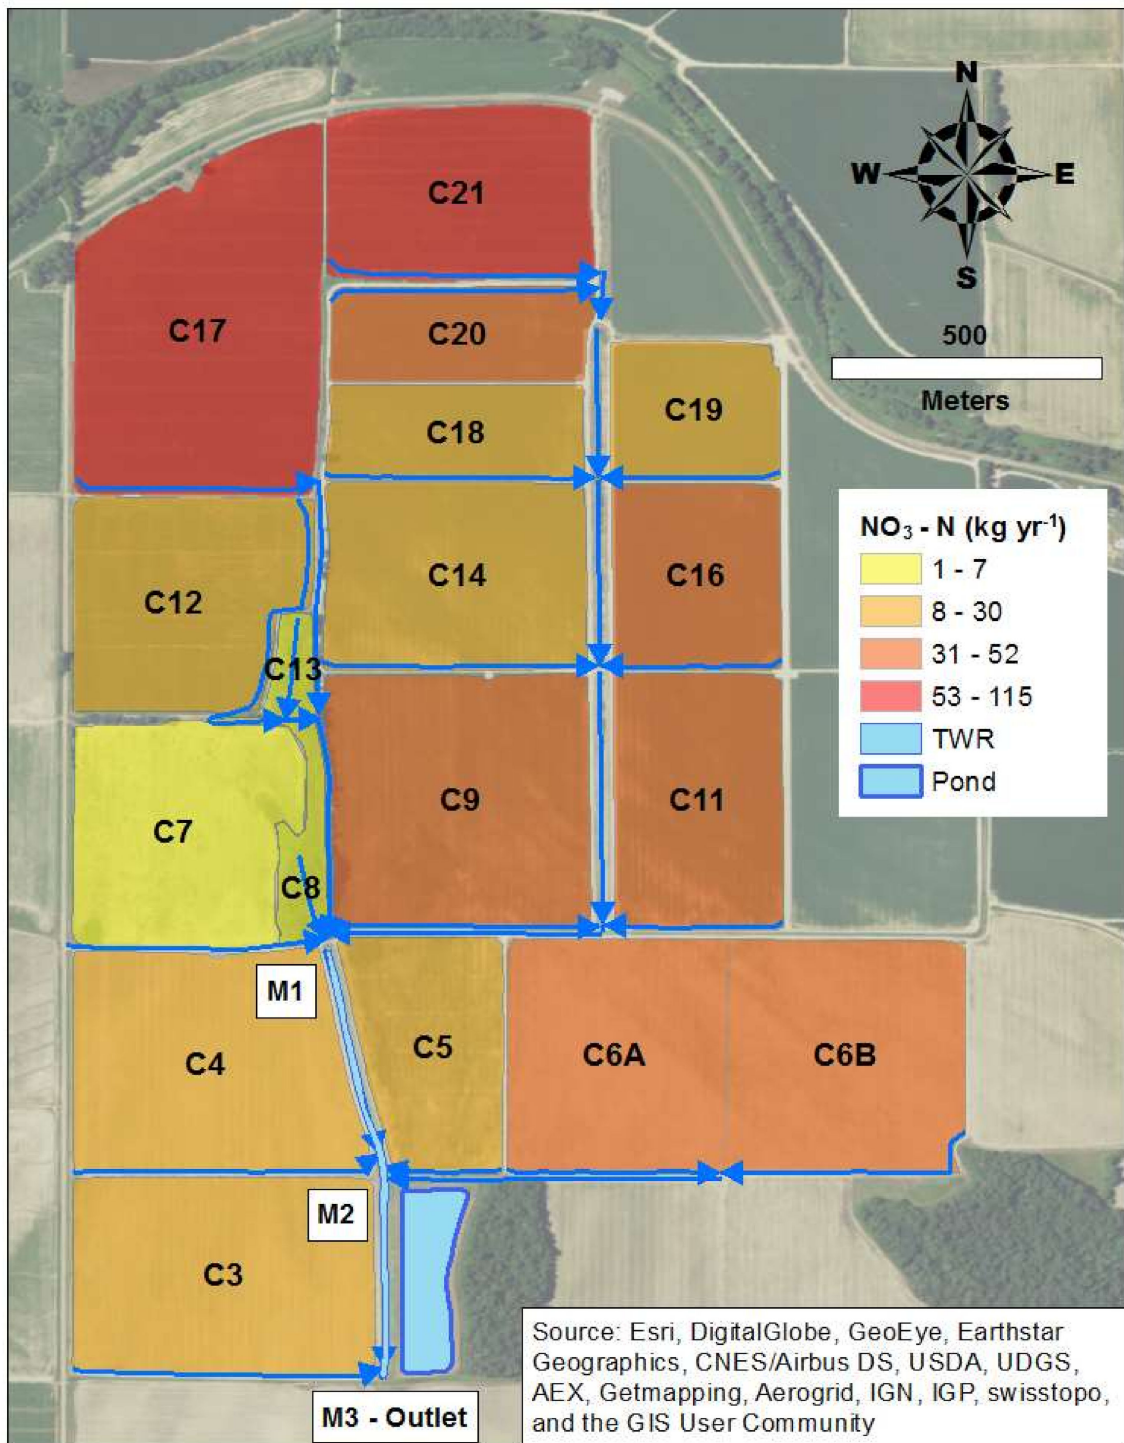 N
W E
S
C21
C17
C20
500
Meters
C19
C18
NO₃ - N (kg yr⁻¹)
1 - 7
8 - 30
31 - 52
53 - 115
TWR
Pond
C14
C16
C12
C13
C9
C11
C7
C8
M1
C5
C6A
C6B
C4
M2
C3
Source: Esri, DigitalGlobe, GeoEye, Earthstar
Geographics, CNES/Airbus DS, USDA, UDGS,
AEX, Getmapping, Aerogrid, IGN, IGP, swisstopo,
and the GIS User Community
M3 - Outlet